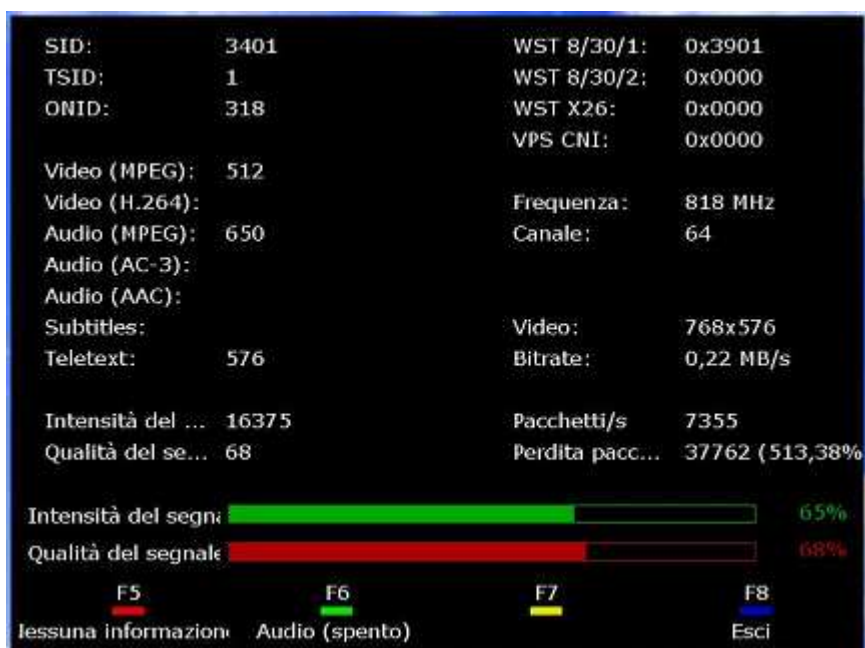 SID: 3401 WST 8/30/1: 0x3901
TSID: 1 WST 8/30/2: 0x0000
ONID: 318 WST X26: 0x0000
VPS CNI: 0x0000
Video (MPEG): 512
Video (H.264): Frequenza: 818 MHz
Audio (MPEG): 650 Canale: 64
Audio (AC-3):
Audio (AAC):
Subtitles: Video: 768x576
Teletext: 576 Bitrate: 0,22 MB/s
Intensità del ... 16375 Pacchetti/s 7355
Qualità del se... 68 Perdita pacc... 37762 (513,38%
Intensità del segna 65%
Qualità del segnale 68%
F5 F6 F7 F8
lessuna informazion Audio (spento) Esci